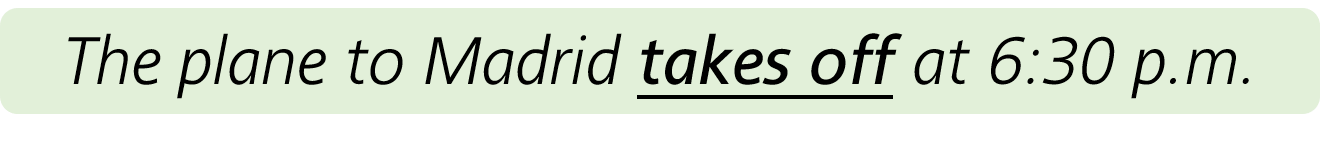 The plane to Madrid takes off at 6:30 p.m.